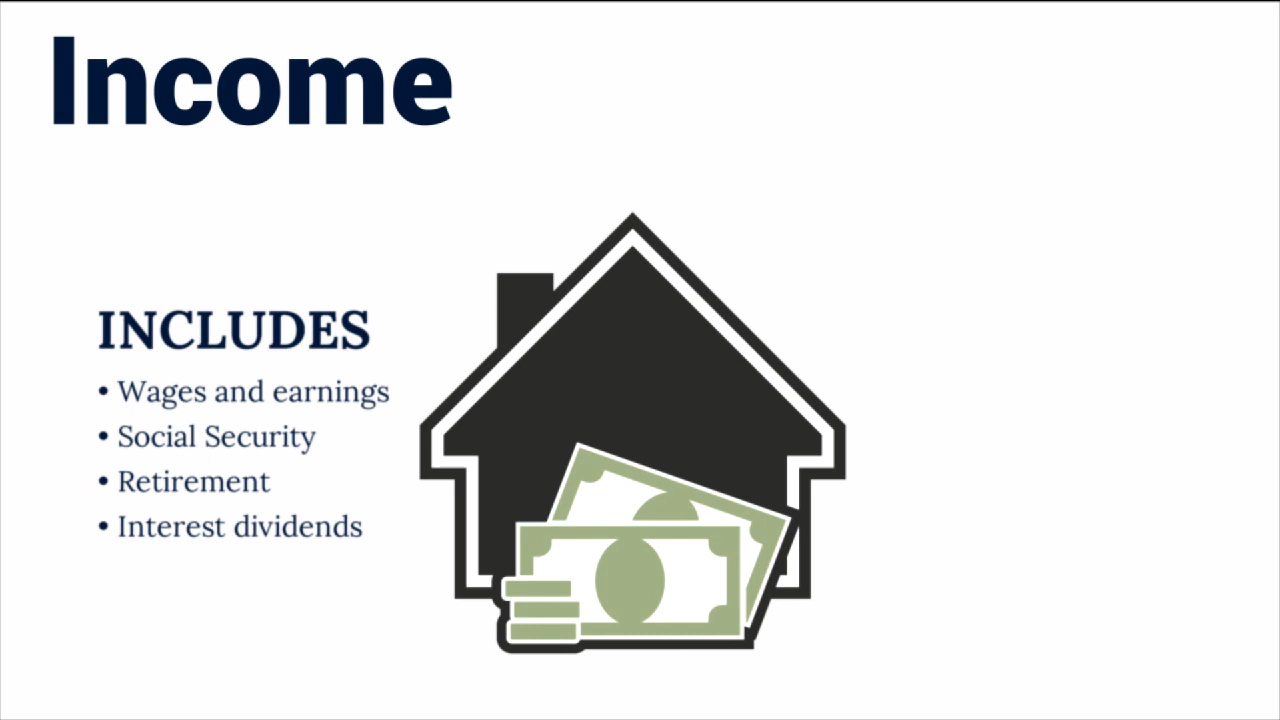 Income
INCLUDES
• Wages and earnings
• Social Security
• Retirement
• Interest dividends